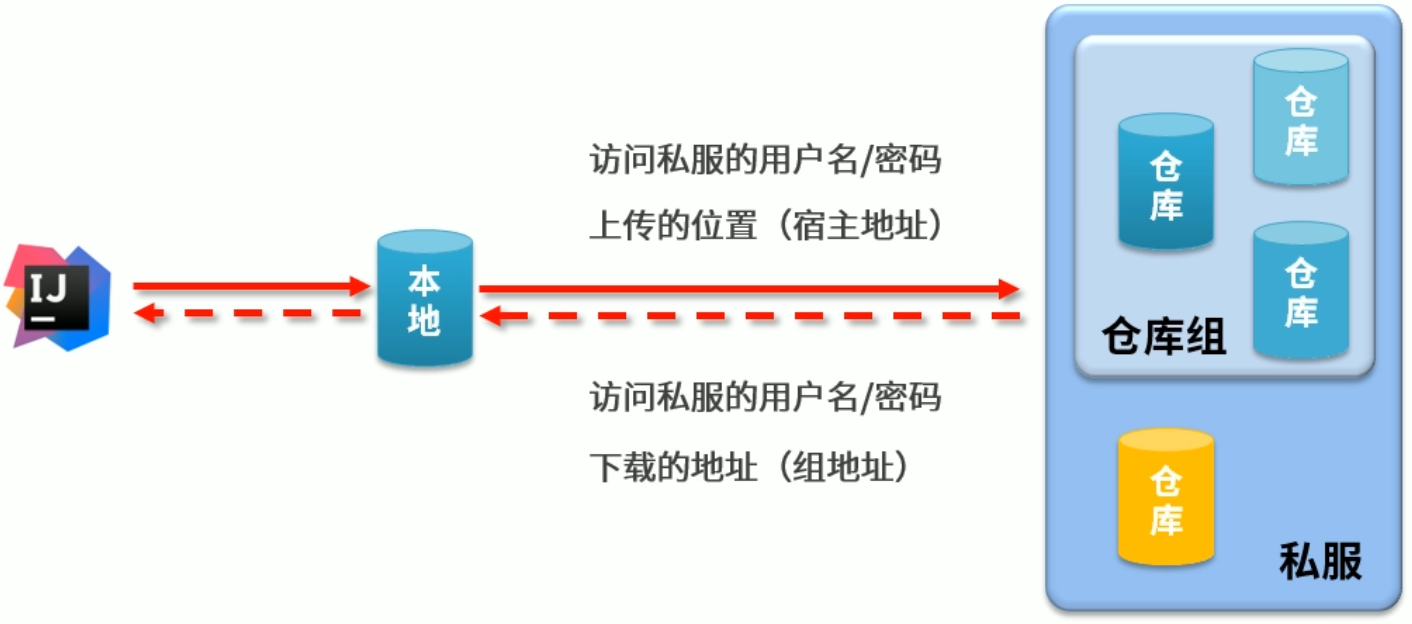 IJ
本地
访问私服的用户名/密码
上传的位置（宿主地址）
访问私服的用户名/密码
下载的地址（组地址）
仓库
仓库
仓库
仓库组
仓库
私服